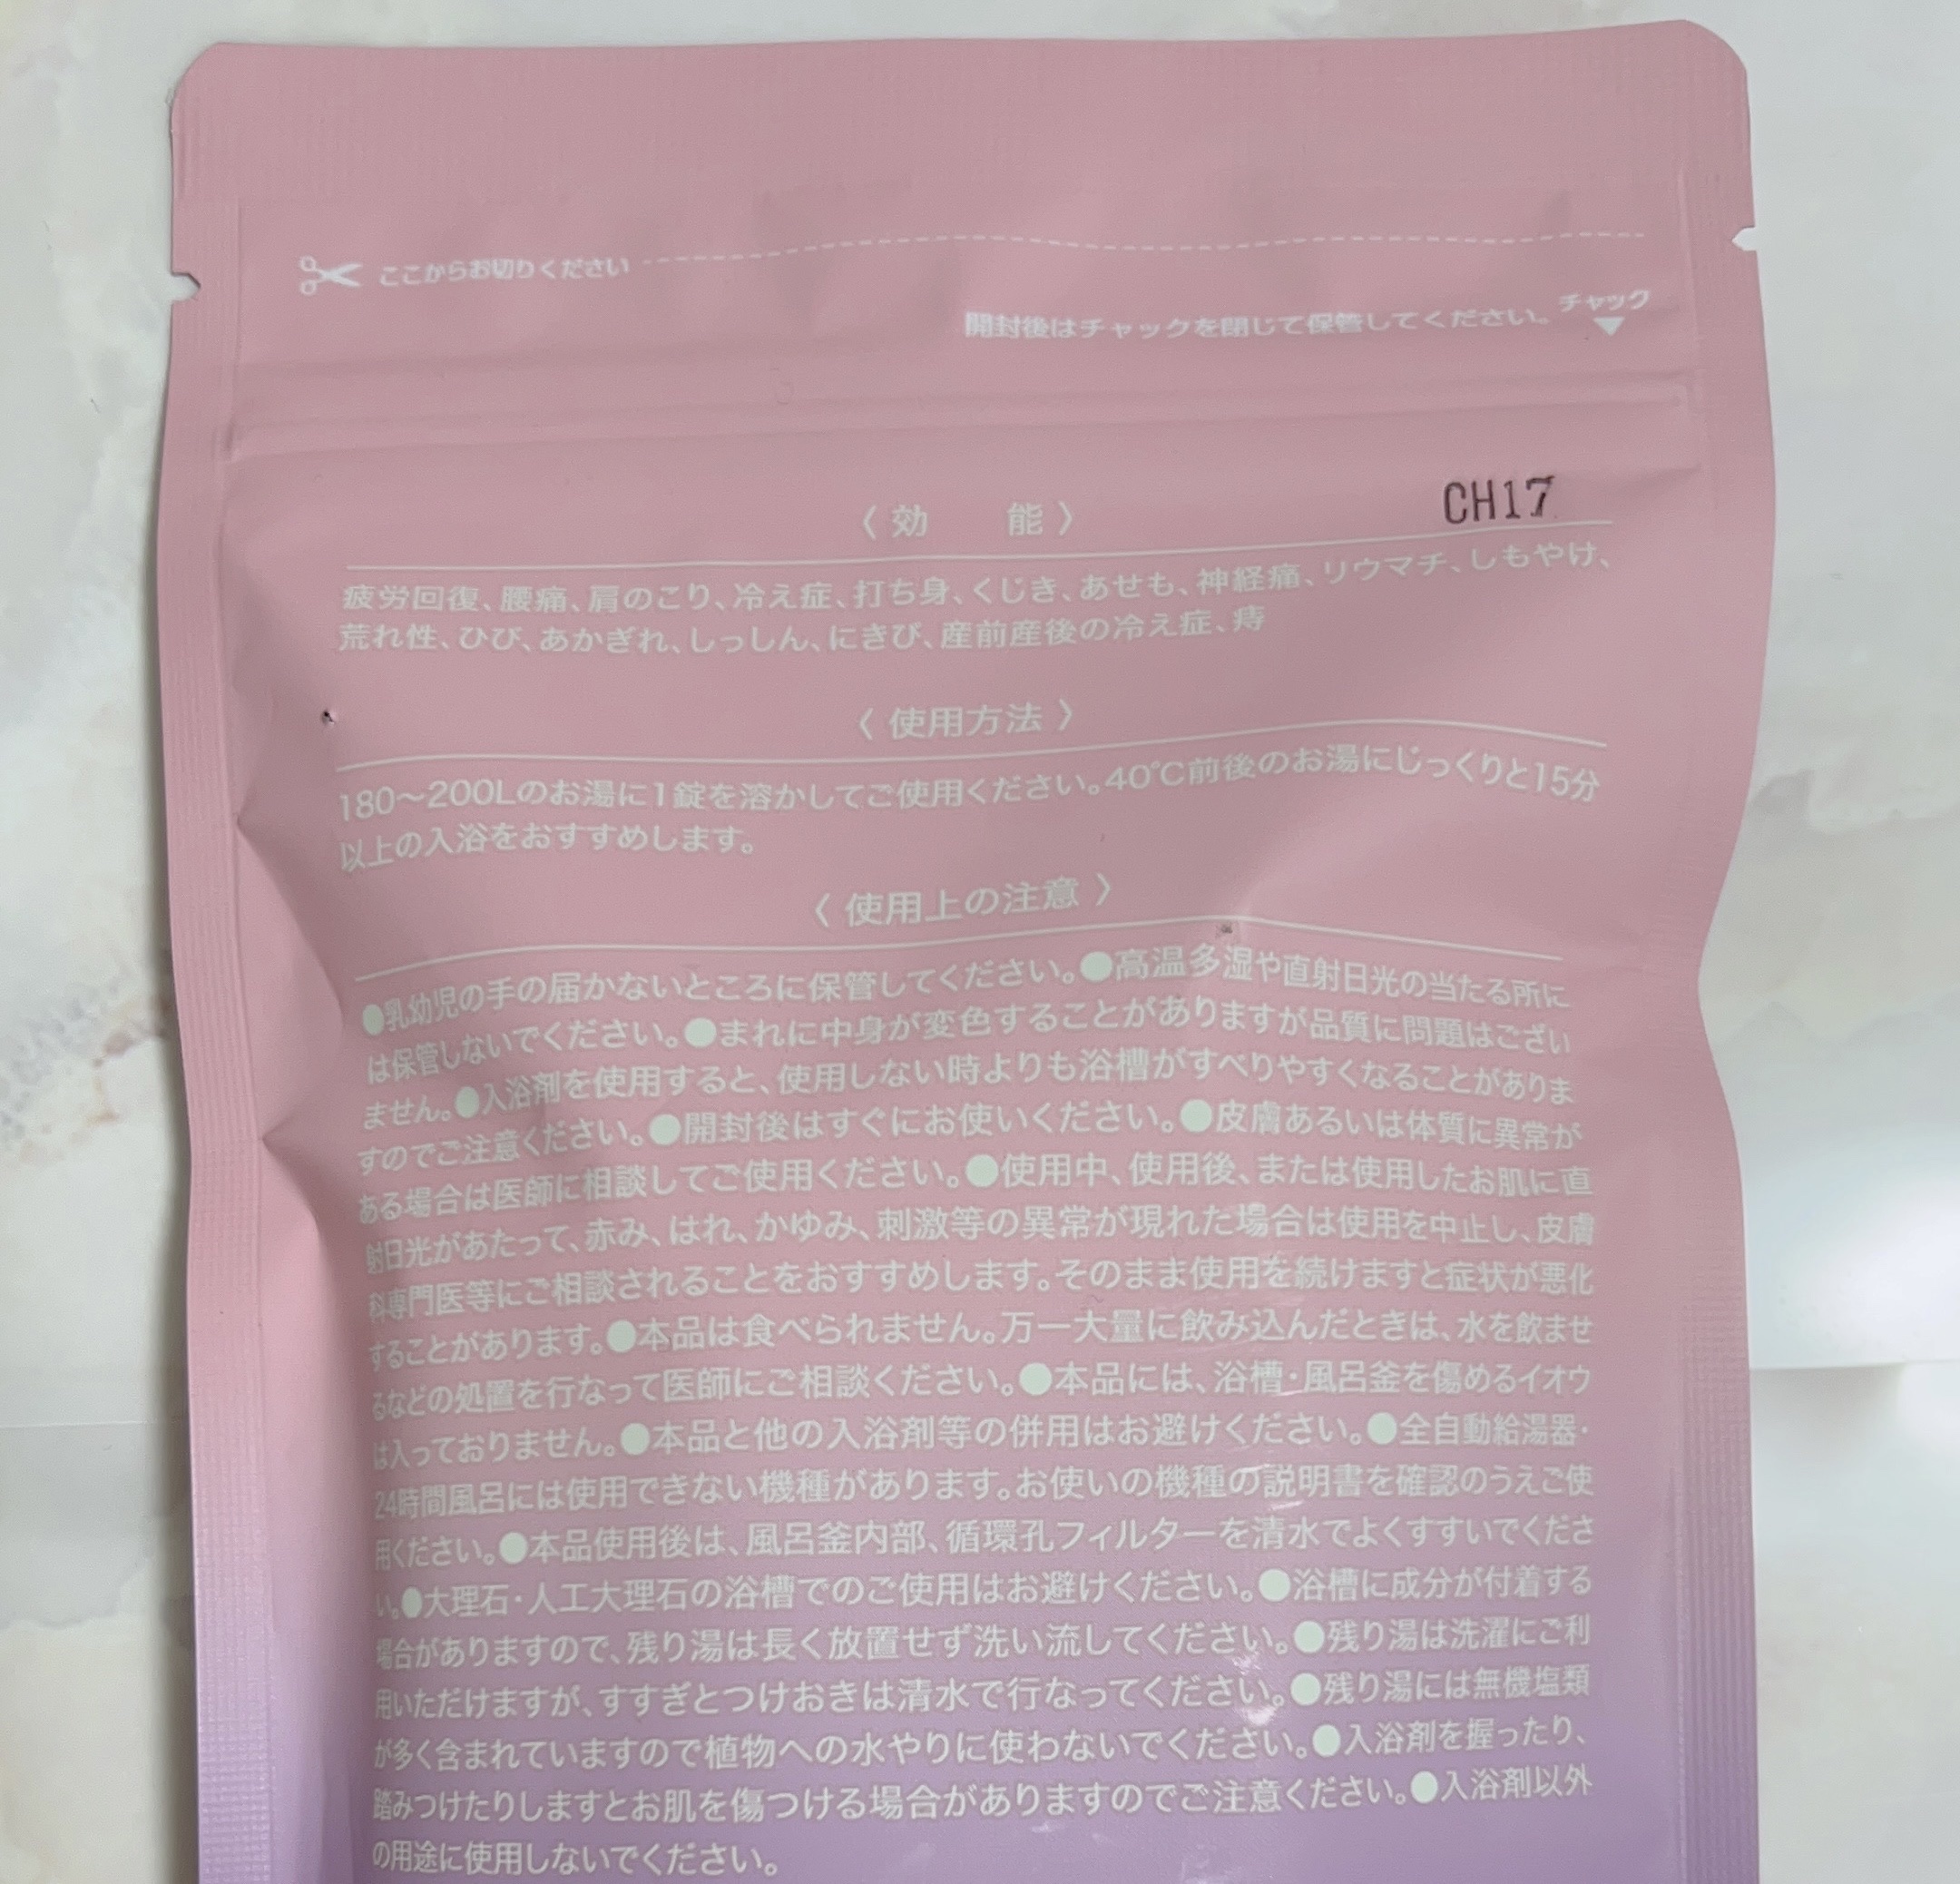 ここからお切りください
チャック
開封後はチャックを閉じて保管してください。
CH17
〈 効　能 〉
疲労回復、腰痛、肩のこり、冷え症、打ち身、くじき、あせも、神経痛、リウマチ、しもやけ、
荒れ性、ひび、あかぎれ、しっしん、にきび、産前産後の冷え症、痔
〈 使用方法 〉
180～200Lのお湯に1錠を溶かしてご使用ください。40℃前後のお湯にじっくりと15分
以上の入浴をおすすめします。
〈 使用上の注意 〉
●乳幼児の手の届かないところに保管してください。●高温多湿や直射日光の当たる所に
は保管しないでください。●まれに中身が変色することがありますが品質に問題はござい
ません。●入浴剤を使用すると、使用しない時よりも浴槽がすべりやすくなることがありま
すのでご注意ください。●開封後はすぐにお使いください。●皮膚あるいは体質に異常が
ある場合は医師に相談してご使用ください。●使用中、使用後、または使用したお肌に直
射日光があたって、赤み、はれ、かゆみ、刺激等の異常が現れた場合は使用を中止し、皮膚
科専門医等にご相談されることをおすすめします。そのまま使用を続けますと症状が悪化
することがあります。●本品は食べられません。万一大量に飲み込んだときは、水を飲ませ
るなどの処置を行なって医師にご相談ください。●本品には、浴槽・風呂釜を傷めるイオウ
は入っておりません。●本品と他の入浴剤等の併用はお避けください。●全自動給湯器・
24時間風呂には使用できない機種があります。お使いの機種の説明書を確認のうえご使
用ください。●本品使用後は、風呂釜内部、循環孔フィルターを清水でよくすすいでくださ
い。●大理石・人工大理石の浴槽でのご使用はお避けください。●浴槽に成分が付着する
場合がありますので、残り湯は長く放置せず洗い流してください。●残り湯は洗濯にご利
用いただけますが、すすぎとつけおきは清水で行なってください。●残り湯には無機塩類
が多く含まれていますので植物への水やりに使わないでください。●入浴剤を握ったり、
踏みつけたりしますとお肌を傷つける場合がありますのでご注意ください。●入浴剤以外
の用途に使用しないでください。